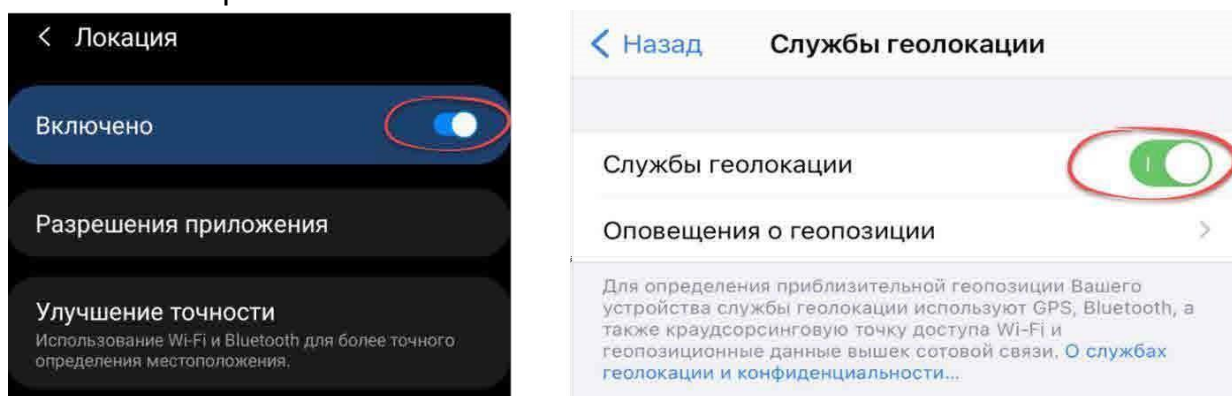 Локация
Включено
Разрешения приложения
Улучшение точности
Использование Wi-Fi и Bluetooth для более точного
определения местоположения.
Назад Службы геолокации
Службы геолокации
Оповещения о геопозиции
Для определения приблизительной геопозиции Вашего
устройства службы геолокации используют GPS, Bluetooth, а
также краудсорсинговую точку доступа Wi-Fi и
геопозиционные данные вышек сотовой связи. О службах
геолокации и конфиденциальности...